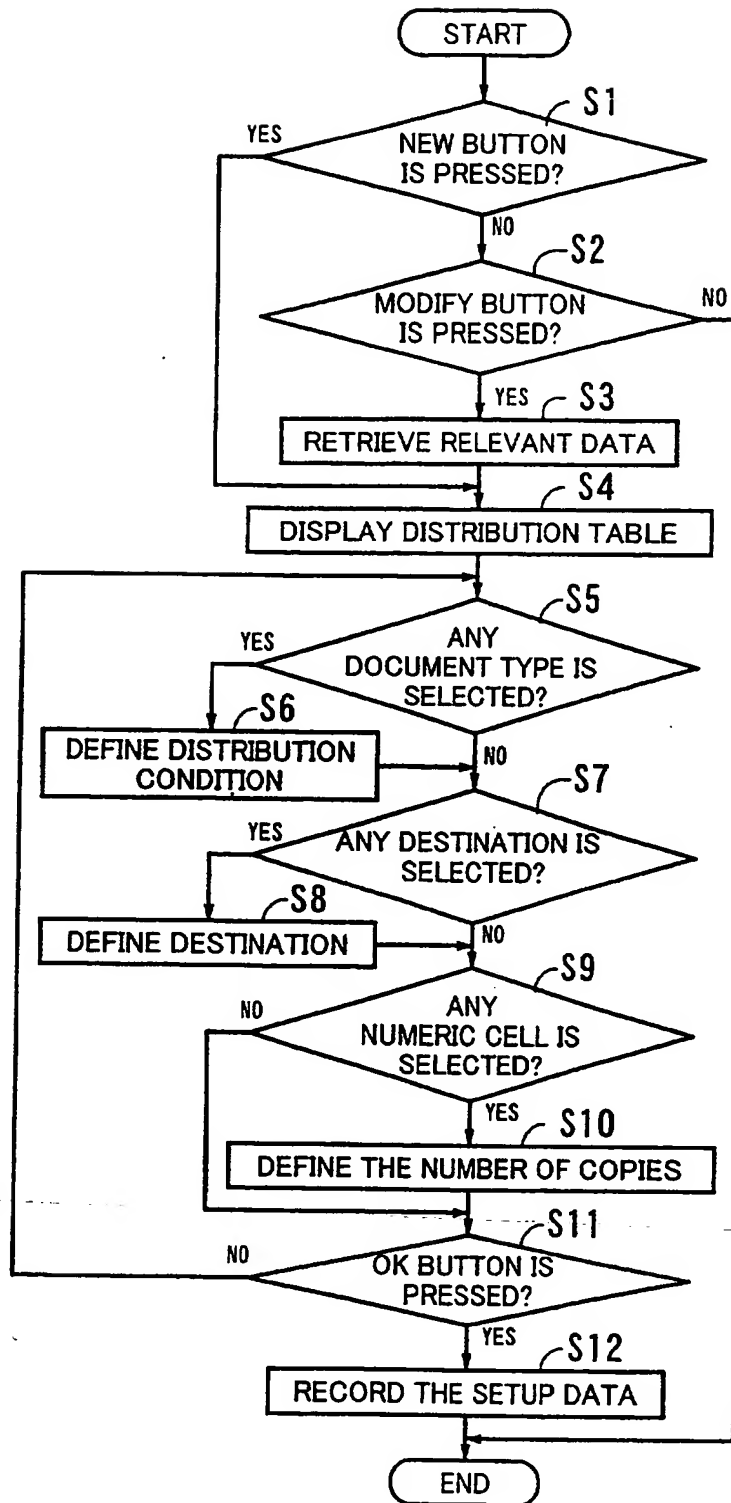 START
S1
YES
NEW BUTTON
IS PRESSED?
NO
S2
MODIFY BUTTON
IS PRESSED?
NO
YES
S3
RETRIEVE RELEVANT DATA
S4
DISPLAY DISTRIBUTION TABLE
S5
YES
ANY
DOCUMENT TYPE IS
SELECTED?
S6
DEFINE DISTRIBUTION
CONDITION
NO
S7
YES
ANY DESTINATION IS
SELECTED?
S8
DEFINE DESTINATION
NO
S9
NO
ANY
NUMERIC CELL IS
SELECTED?
YES
S10
DEFINE THE NUMBER OF COPIES
S11
NO
OK BUTTON IS
PRESSED?
YES
S12
RECORD THE SETUP DATA
END